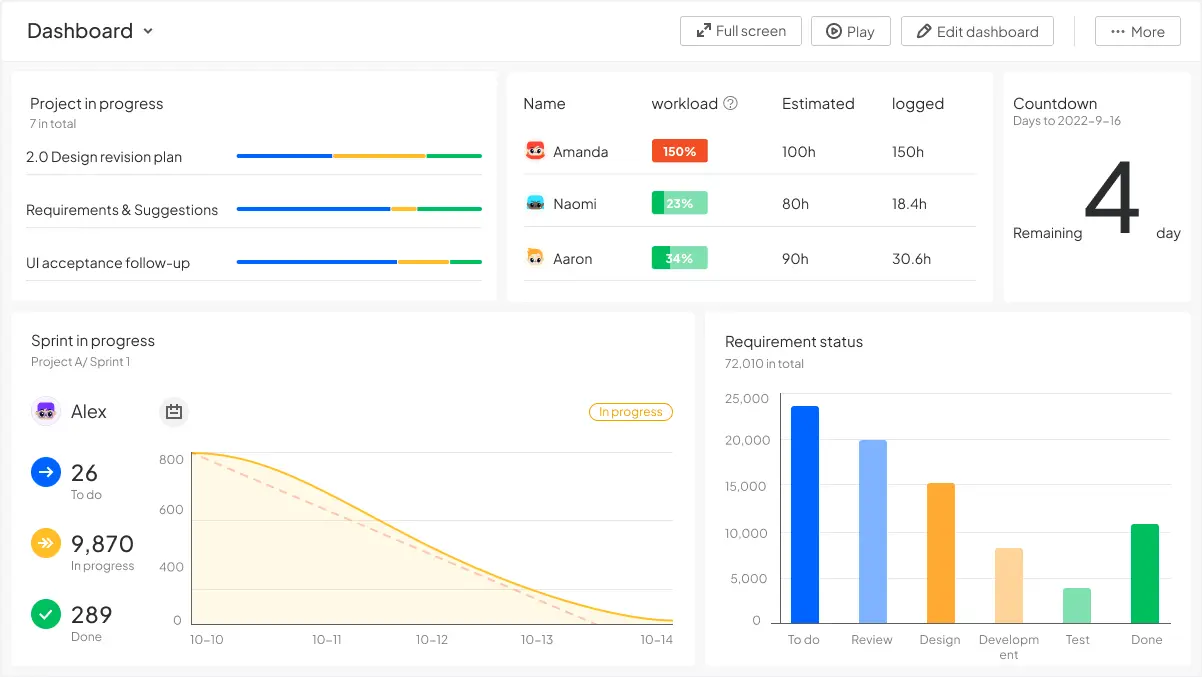 Dashboard
Full screen
Play
Edit dashboard
··· More
Project in progress
7 in total
2.0 Design revision plan
Requirements & Suggestions
UI acceptance follow-up
Name workload ? Estimated logged
Amanda 150% 100h 150h
Naomi 23% 80h 18.4h
Aaron 34% 90h 30.6h
Countdown
Days to 2022-9-16
Remaining 4 day
Sprint in progress
Project A/ Sprint 1
Alex
In progress
26
To do
9,870
In progress
289
Done
800
600
400
0
10-10 10-11 10-12 10-13 10-14
Requirement status
72,010 in total
25,000
20,000
15,000
10,000
5,000
0
To do Review Design Developm Test Done
ent